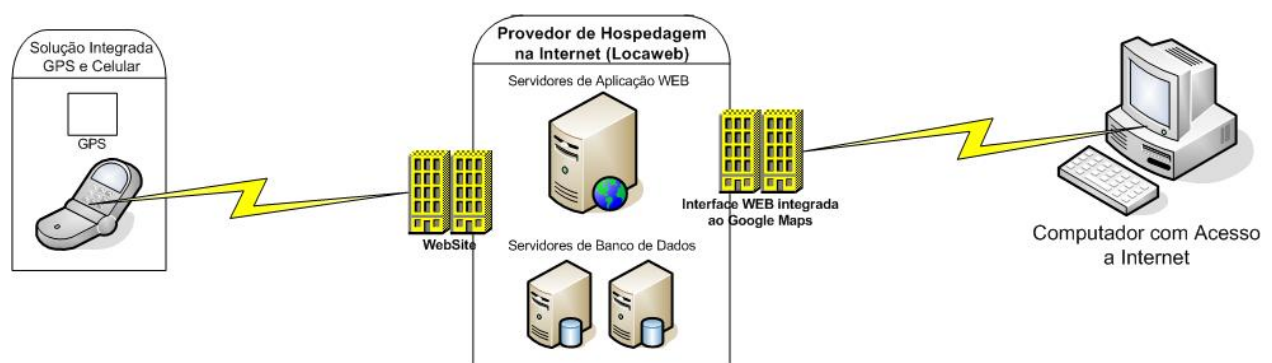 Solução Integrada
GPS e Celular
GPS
Provedor de Hospedagem
na Internet (Locaweb)
Servidores de Aplicação WEB
WebSite
Interface WEB integrada
ao Google Maps
Servidores de Banco de Dados
Computador com Acesso
a Internet